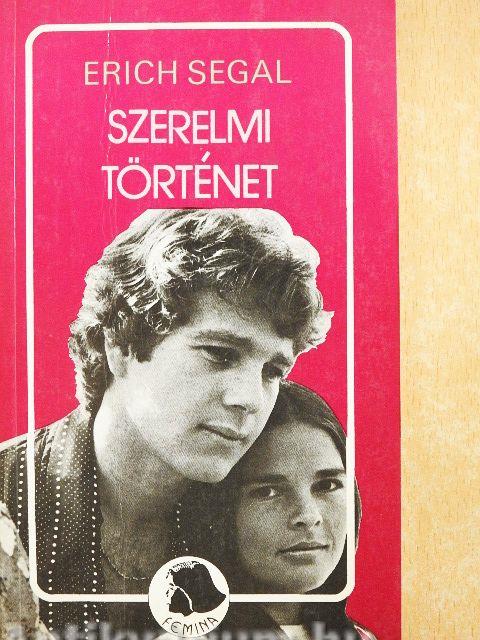 ERICH SEGAL
SZERELMI
TÖRTÉNET
FEMINA